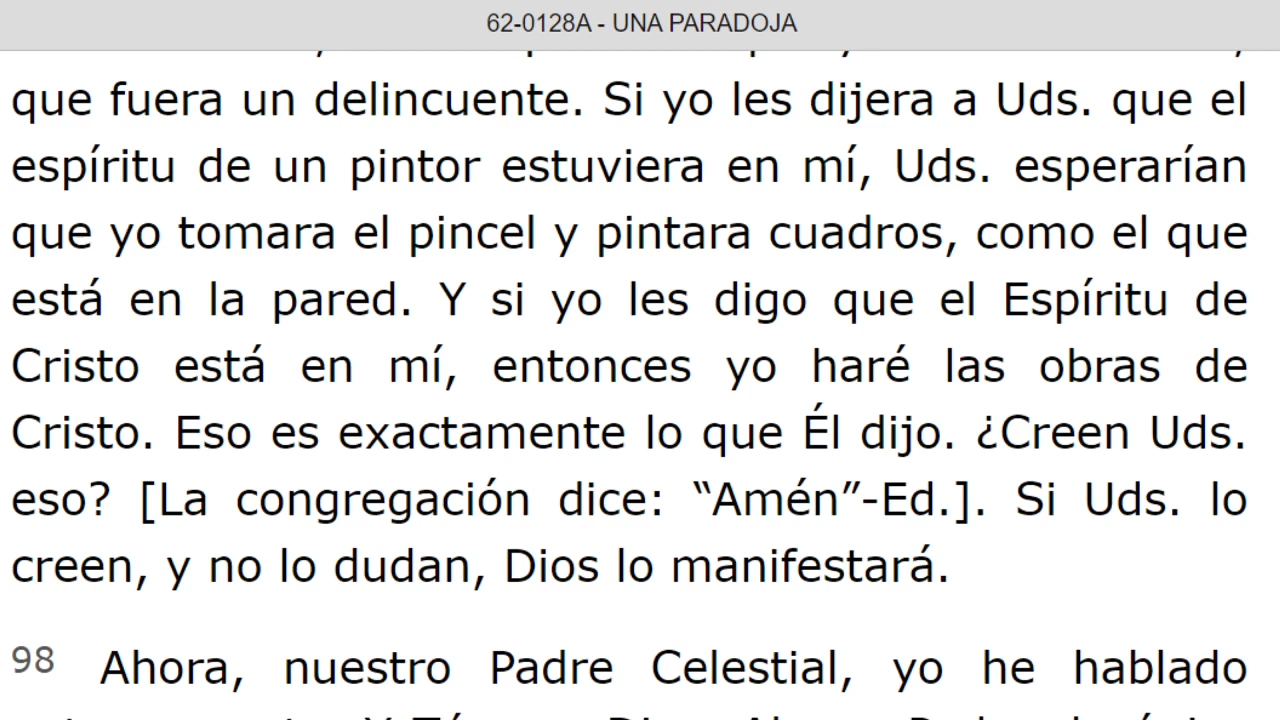 62-0128A - UNA PARADOJA
que fuera un delincuente. Si yo les dijera a Uds. que el
espíritu de un pintor estuviera en mí, Uds. esperarían
que yo tomara el pincel y pintara cuadros, como el que
está en la pared. Y si yo les digo que el Espíritu de
Cristo está en mí, entonces yo haré las obras de
Cristo. Eso es exactamente lo que Él dijo. ¿Creen Uds.
eso? [La congregación dice: “Amén”-Ed.]. Si Uds. lo
creen, y no lo dudan, Dios lo manifestará.
98 Ahora, nuestro Padre Celestial, yo he hablado